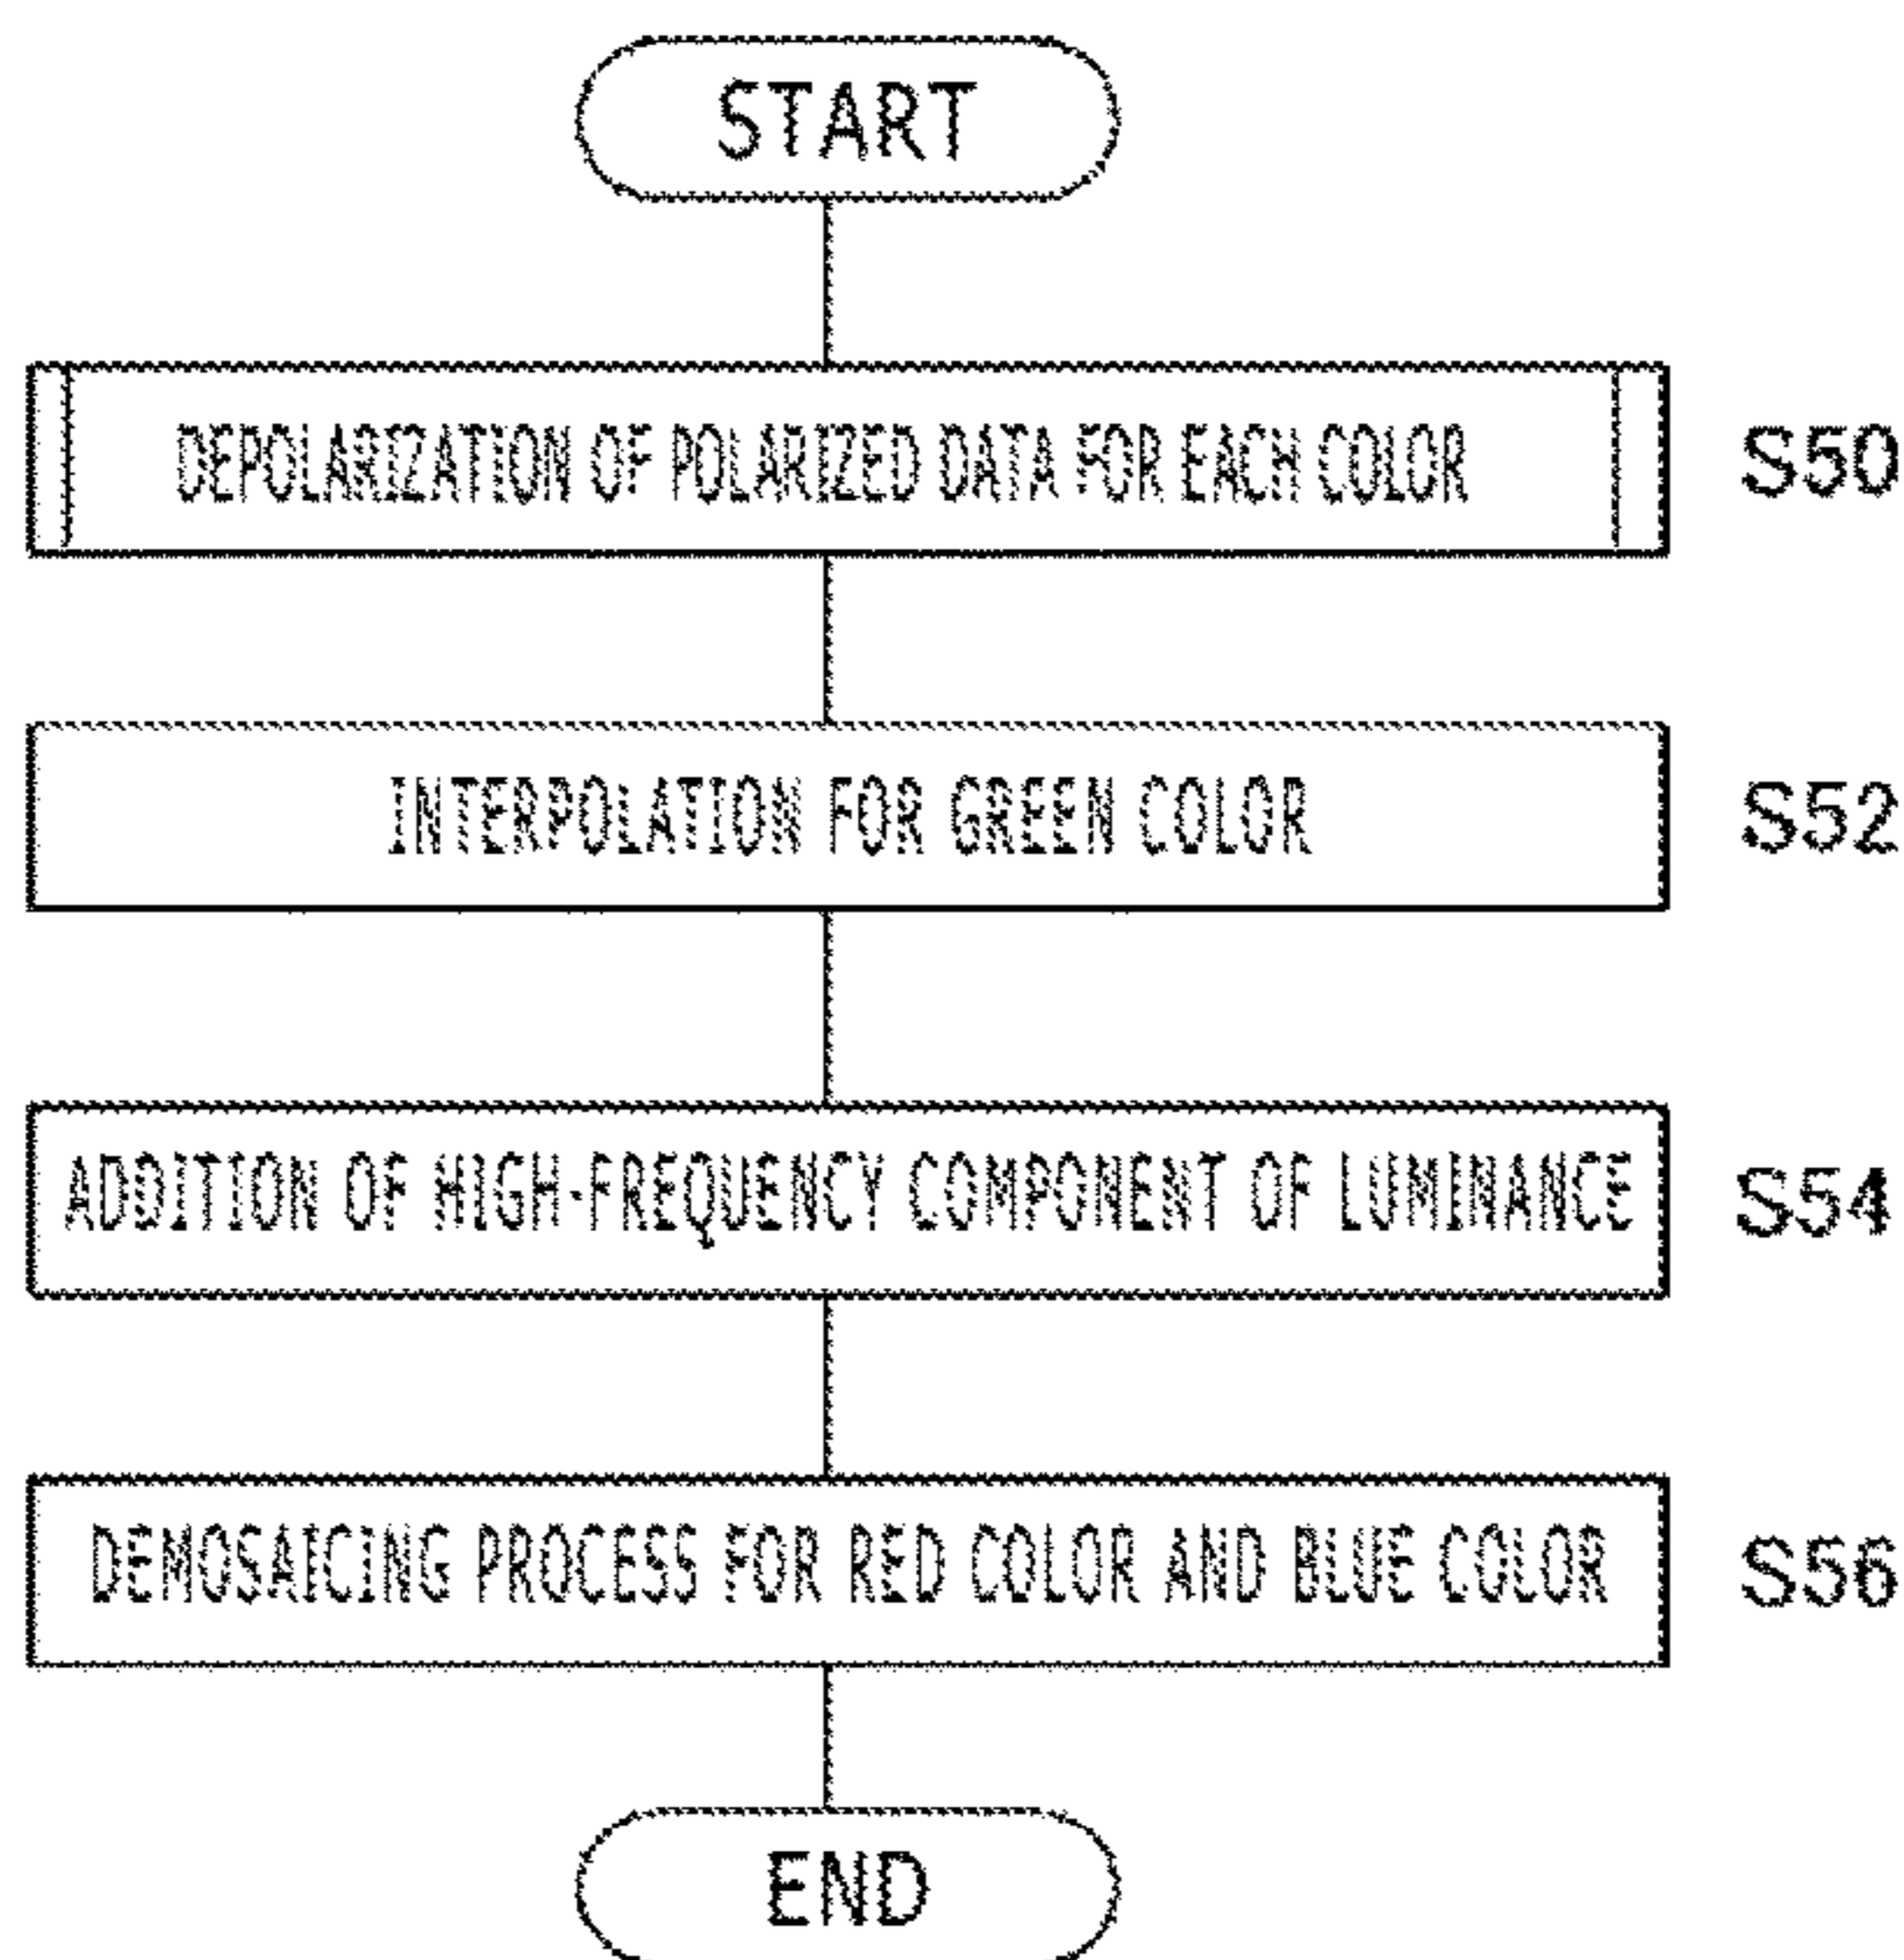 START
DEPOLARIZATION OF POLARIZED DATA FOR EACH COLOR
S50
INTERPOLATION FOR GREEN COLOR
S52
ADDITION OF HIGH-FREQUENCY COMPONENT OF LUMINANCE
S54
DEMOSAICING PROCESS FOR RED COLOR AND BLUE COLOR
S56
END